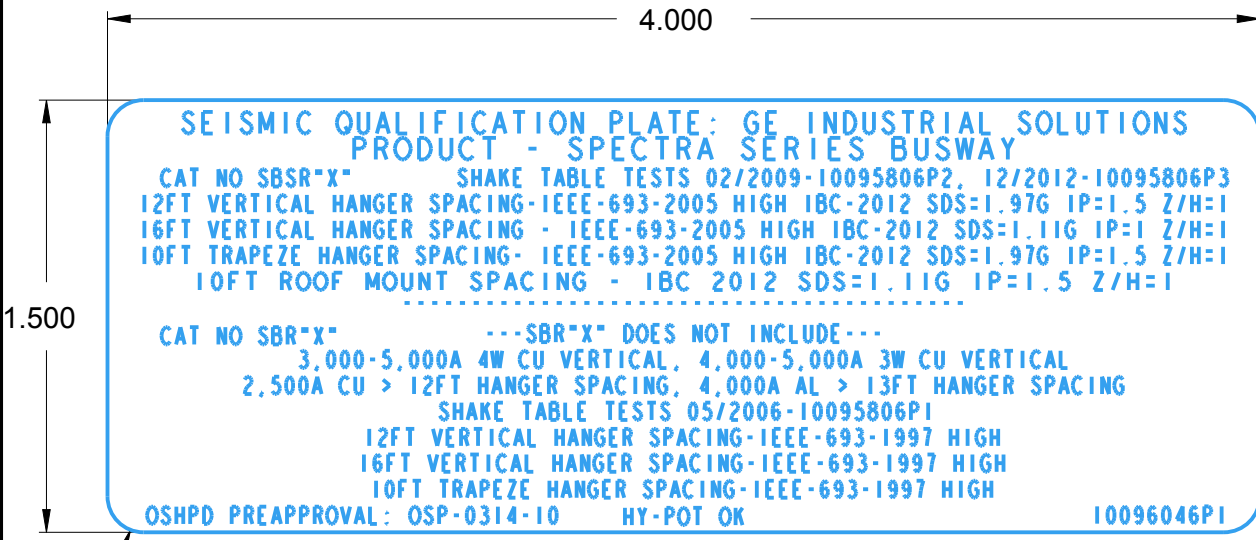 4.000
SEISMIC QUALIFICATION PLATE: GE INDUSTRIAL SOLUTIONS
PRODUCT - SPECTRA SERIES BUSWAY
CAT NO SBSR"X" SHAKE TABLE TESTS 02/2009-10095806P2, 12/2012-10095806P3
12FT VERTICAL HANGER SPACING-IEEE-693-2005 HIGH IBC-2012 SDS=1.97G IP=1.5 Z/H=1
16FT VERTICAL HANGER SPACING - IEEE-693-2005 HIGH IBC-2012 SDS=1.11G IP=1 Z/H=1
10FT TRAPEZE HANGER SPACING- IEEE-693-2005 HIGH IBC-2012 SDS=1.97G IP=1.5 Z/H=1
10FT ROOF MOUNT SPACING - IBC 2012 SDS=1.11G IP=1.5 Z/H=1
----------------------------------------
1.500
CAT NO SBR"X" ---SBR"X" DOES NOT INCLUDE---
3,000-5,000A 4W CU VERTICAL, 4,000-5,000A 3W CU VERTICAL
2,500A CU > 12FT HANGER SPACING, 4,000A AL > 13FT HANGER SPACING
SHAKE TABLE TESTS 05/2006-10095806P1
12FT VERTICAL HANGER SPACING-IEEE-693-1997 HIGH
16FT VERTICAL HANGER SPACING-IEEE-693-1997 HIGH
10FT TRAPEZE HANGER SPACING-IEEE-693-1997 HIGH
OSHPD PREAPPROVAL: OSP-0314-10 HY-POT OK 10096046P1